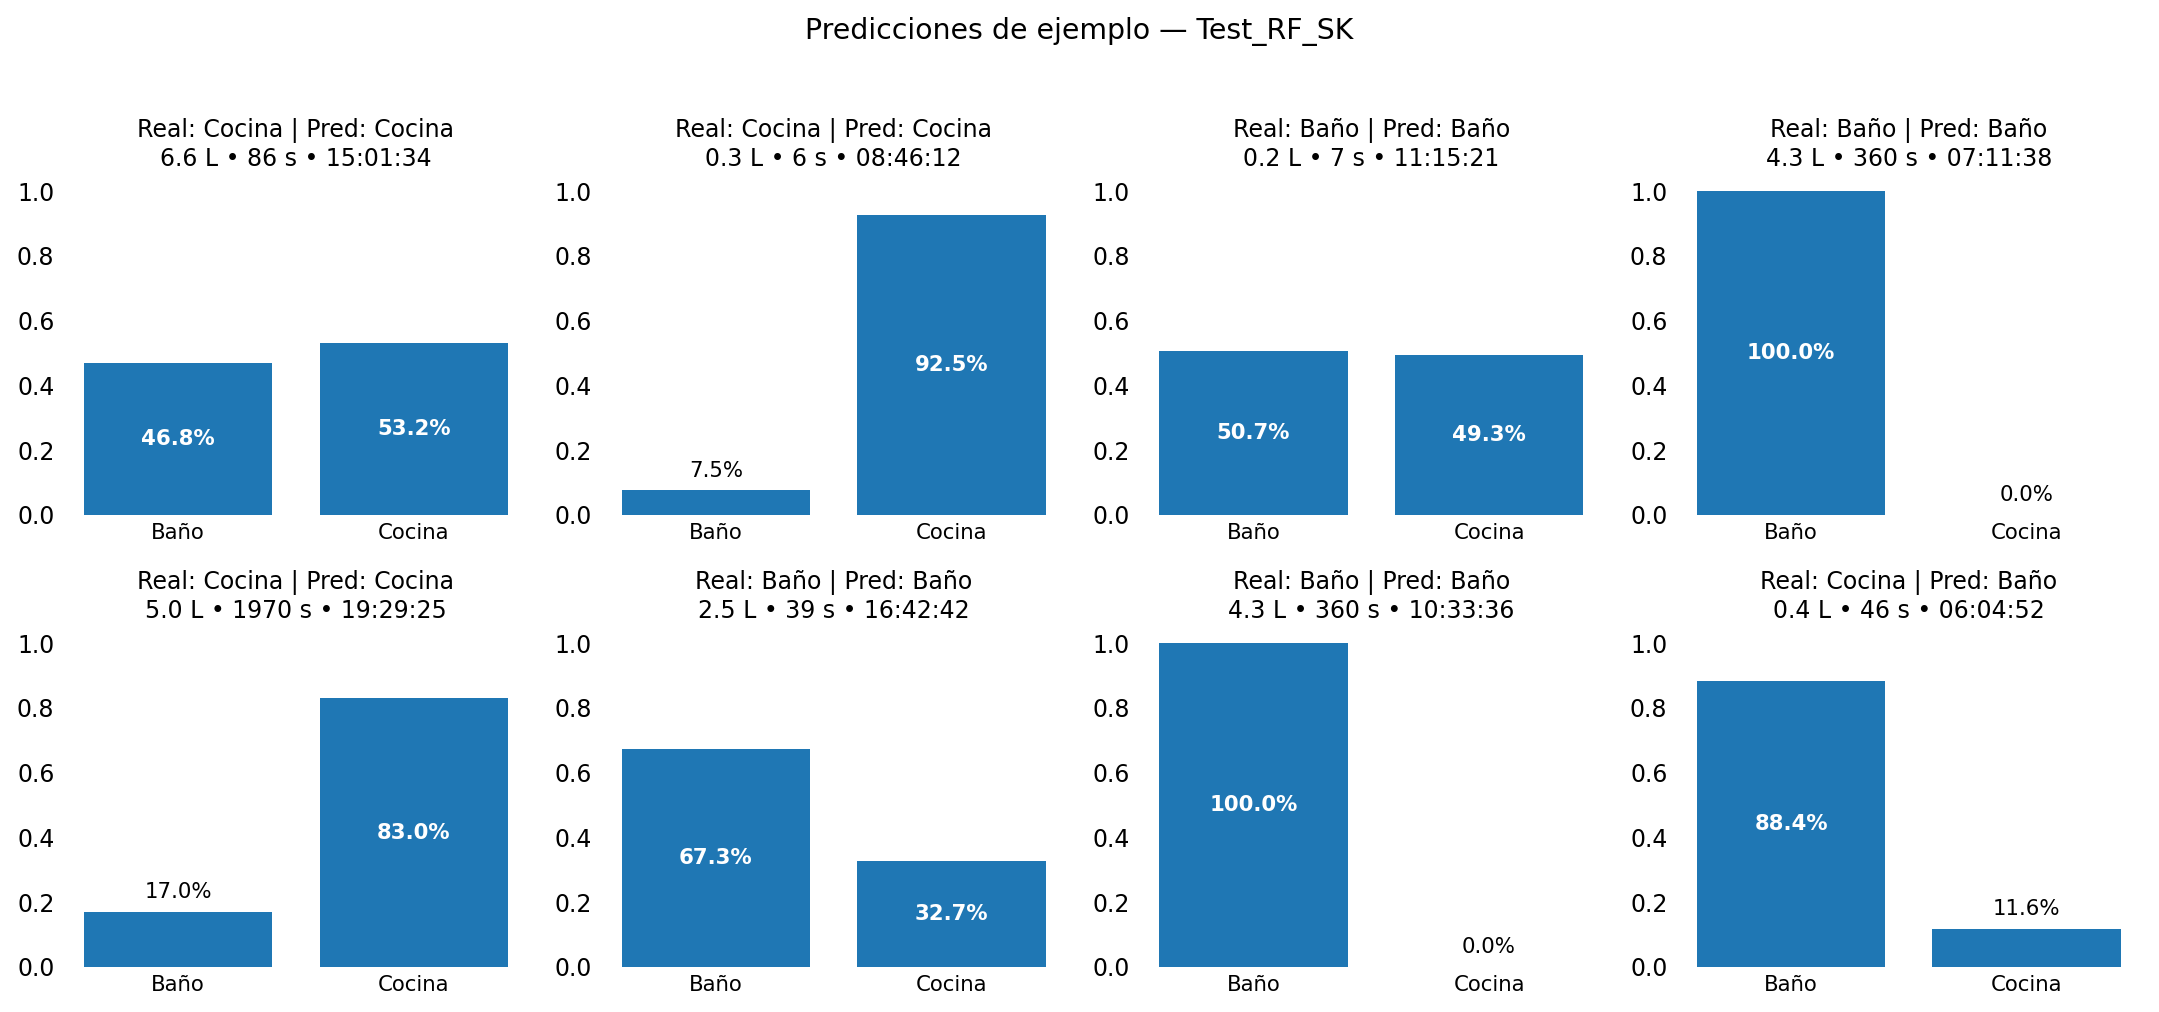 Predicciones de ejemplo — Test_RF_SK
Real: Cocina | Pred: Cocina
6.6 L • 86 s • 15:01:34
1.0
0.8
0.6
0.4
0.2
0.0
46.8%
53.2%
Baño
Cocina
Real: Cocina | Pred: Cocina
0.3 L • 6 s • 08:46:12
1.0
0.8
0.6
0.4
0.2
0.0
7.5%
92.5%
Baño
Cocina
Real: Baño | Pred: Baño
0.2 L • 7 s • 11:15:21
1.0
0.8
0.6
0.4
0.2
0.0
50.7%
49.3%
Baño
Cocina
Real: Baño | Pred: Baño
4.3 L • 360 s • 07:11:38
1.0
0.8
0.6
0.4
0.2
0.0
100.0%
0.0%
Baño
Cocina
Real: Cocina | Pred: Cocina
5.0 L • 1970 s • 19:29:25
1.0
0.8
0.6
0.4
0.2
0.0
17.0%
83.0%
Baño
Cocina
Real: Baño | Pred: Baño
2.5 L • 39 s • 16:42:42
1.0
0.8
0.6
0.4
0.2
0.0
67.3%
32.7%
Baño
Cocina
Real: Baño | Pred: Baño
4.3 L • 360 s • 10:33:36
1.0
0.8
0.6
0.4
0.2
0.0
100.0%
0.0%
Baño
Cocina
Real: Cocina | Pred: Baño
0.4 L • 46 s • 06:04:52
1.0
0.8
0.6
0.4
0.2
0.0
88.4%
11.6%
Baño
Cocina